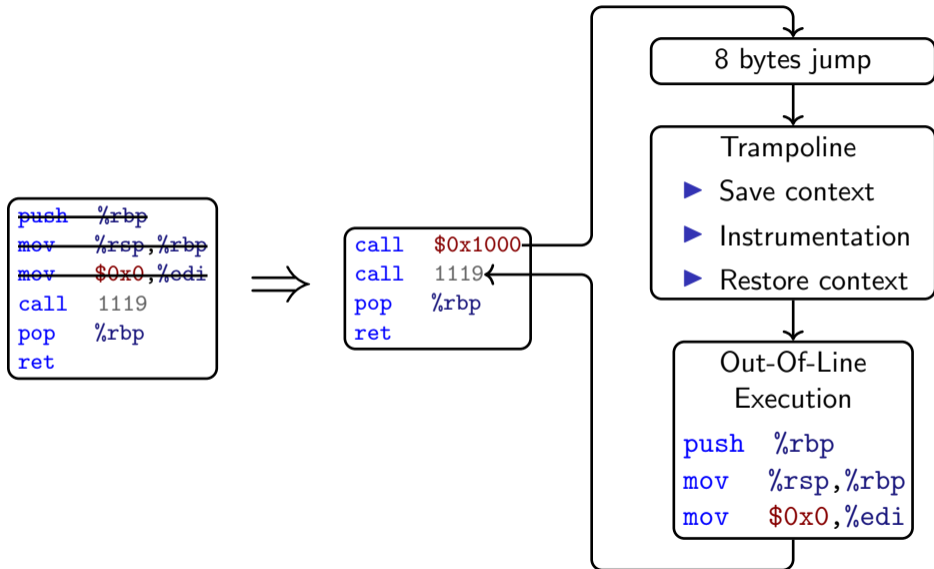 push %rbp
mov %rsp,%rbp
mov $0x0,%edi
call 1119
pop %rbp
ret
call $0x1000
call 1119
pop %rbp
ret
8 bytes jump
Trampoline
Save context
Instrumentation
Restore context
Out-Of-Line
Execution
push %rbp
mov %rsp,%rbp
mov $0x0,%edi